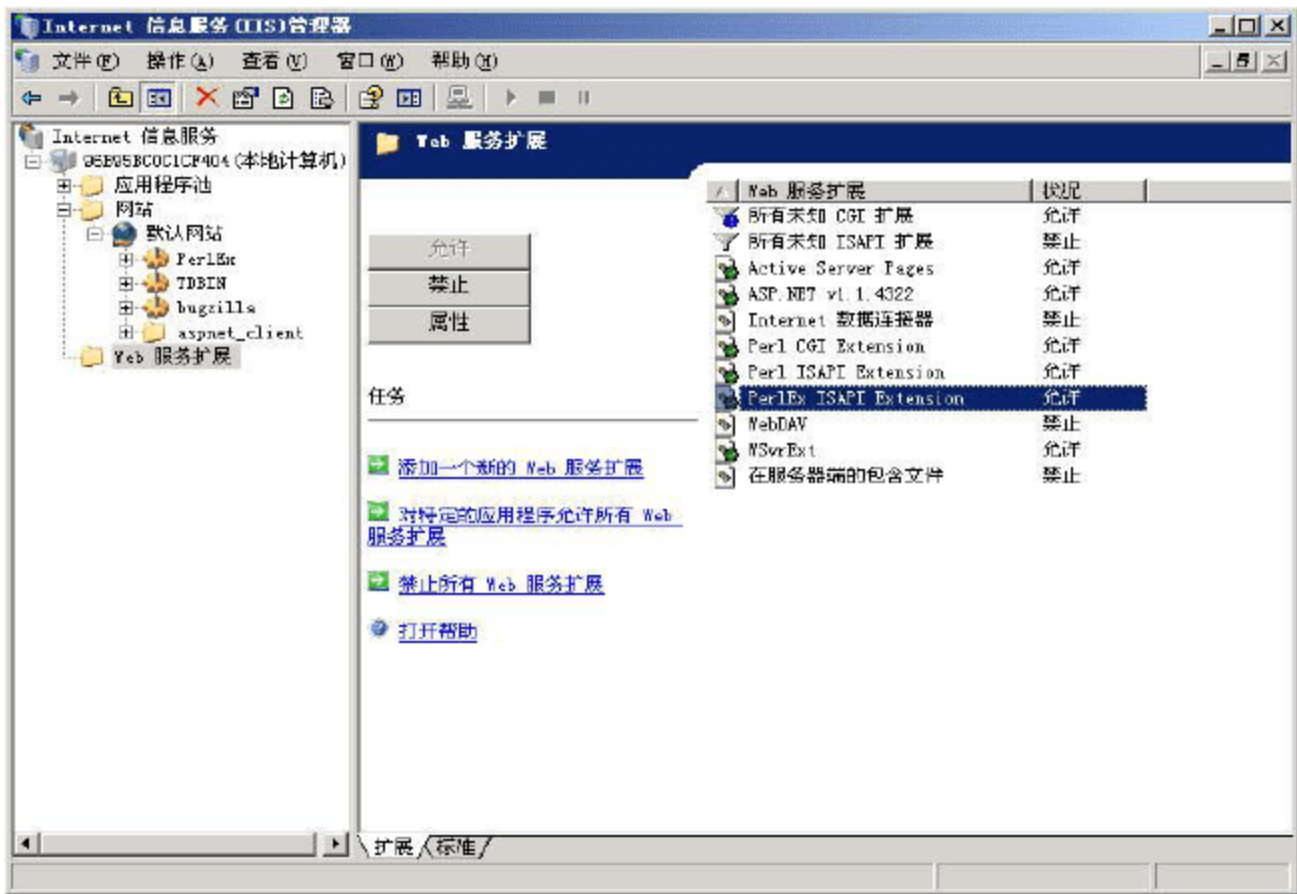 Internet 信息服务(IIS)管理器
文件(F) 操作(A) 查看(V) 窗口(W) 帮助(H)
Internet 信息服务
(本地计算机)
应用程序池
网站
默认网站
PerlEx
TDBIN
bugzilla
aspnet_client
Web 服务扩展
Web 服务扩展
允许
禁止
属性
任务
添加一个新的 Web 服务扩展
对特定的应用程序允许所有 Web
服务扩展
禁止所有 Web 服务扩展
打开帮助
Web 服务扩展 状况
所有未知 CGI 扩展 允许
所有未知 ISAPI 扩展 禁止
Active Server Pages 允许
ASP.NET v1.1.4322 允许
Internet 数据连接器 禁止
Perl CGI Extension 允许
Perl ISAPI Extension 允许
PerlEx ISAPI Extension 允许
WebDAV 禁止
WSvrExt 允许
在服务器端的包含文件 禁止
扩展 标准